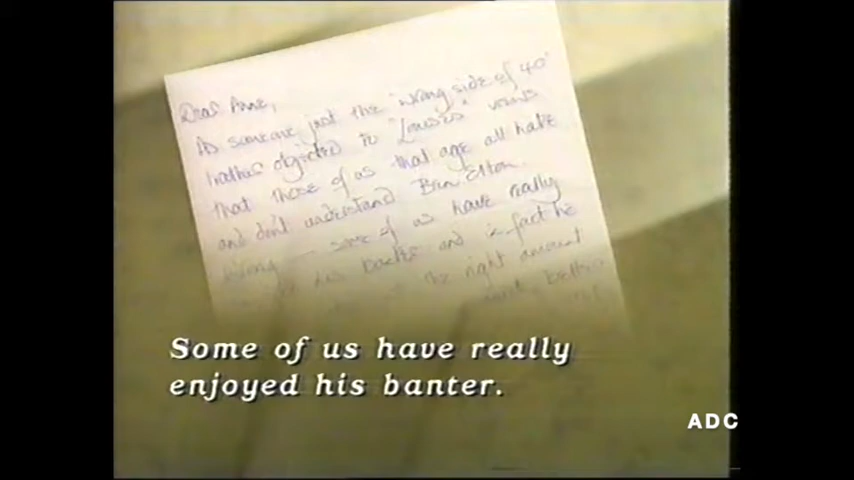 Dear Anne,
As someone just the "wrong side of 40"
I rather objected to "Louise's" views
that those of us that age all hate
and don't understand Ben Elton.
some of us have really
his banter and in fact he
the right amount
Some of us have really
enjoyed his banter.
ADC